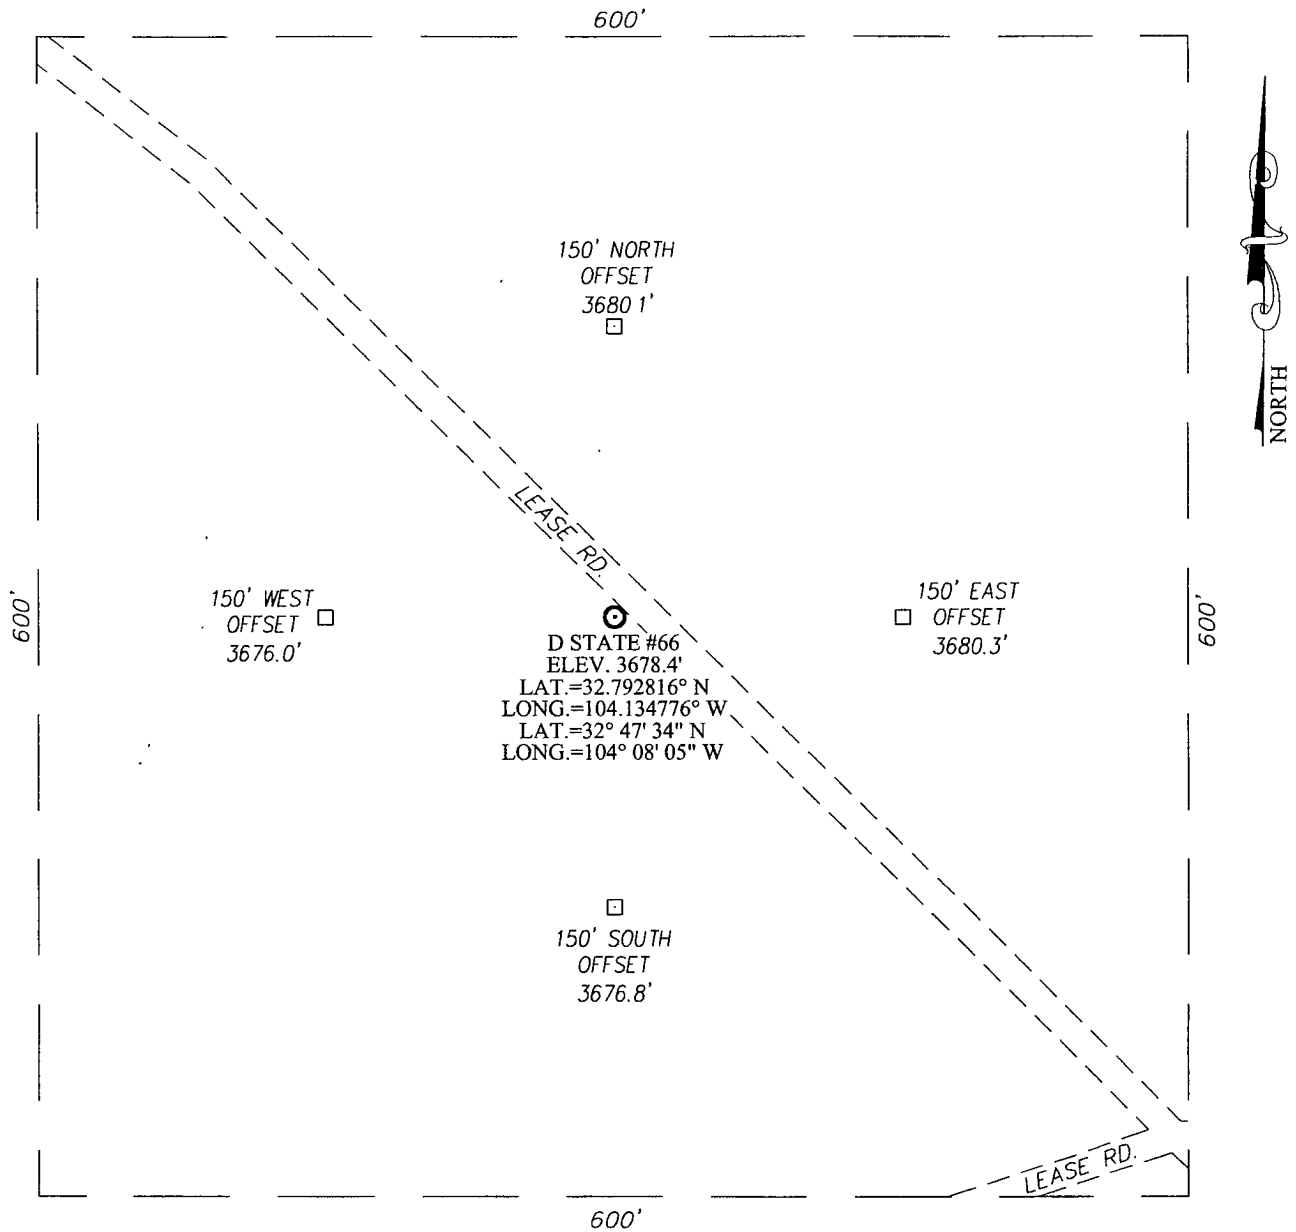 600'
NORTH
150' NORTH
OFFSET
3680 1'
LEASE RD.
600'
150' WEST
OFFSET
3676.0'
150' EAST
OFFSET
3680.3'
600'
D STATE #66
ELEV. 3678.4'
LAT.=32.792816° N
LONG.=104.134776° W
LAT.=32° 47' 34" N
LONG.=104° 08' 05" W
150' SOUTH
OFFSET
3676.8'
LEASE RD.
600'